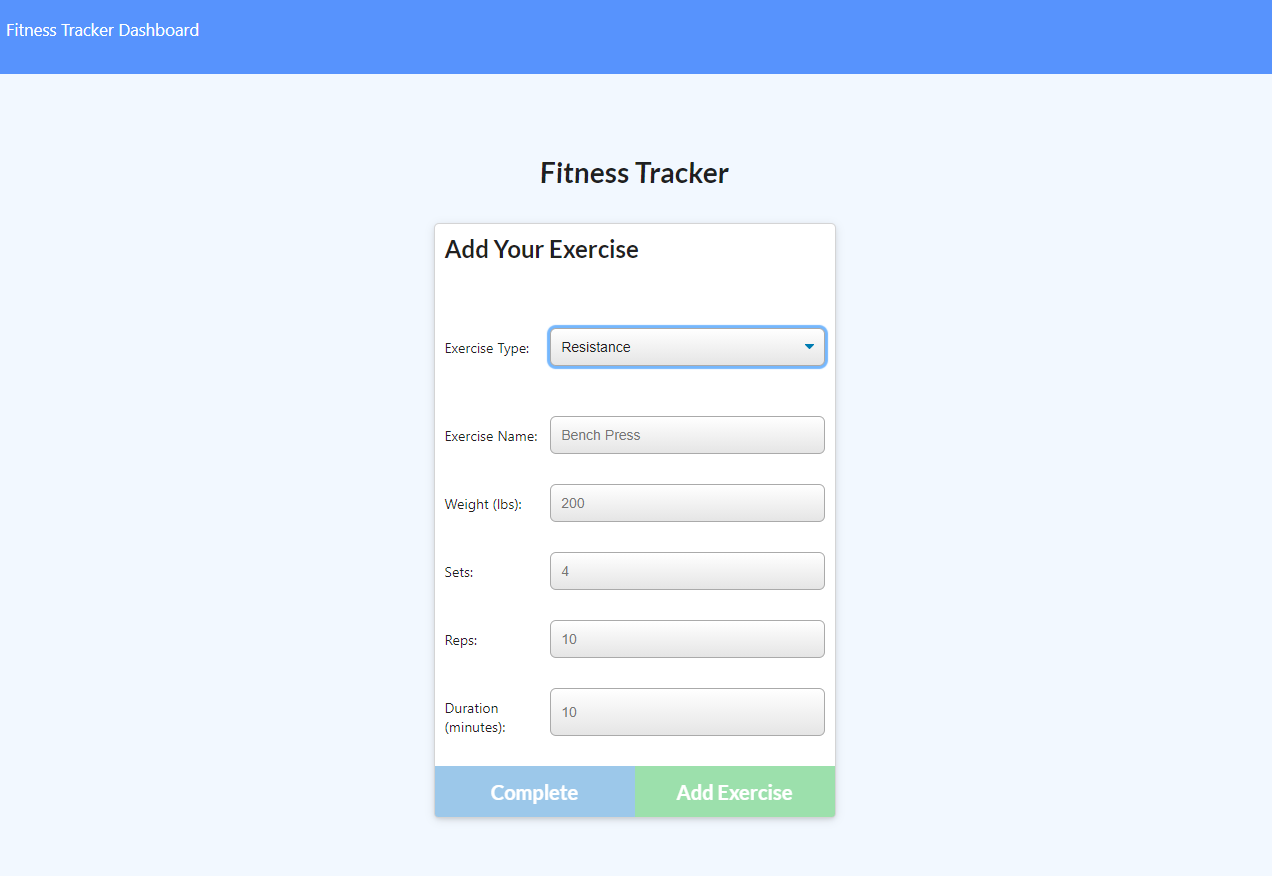 Fitness Tracker Dashboard
Fitness Tracker
Add Your Exercise
Exercise Type: Resistance
Exercise Name: Bench Press
Weight (lbs): 200
Sets: 4
Reps: 10
Duration
(minutes): 10
Complete Add Exercise